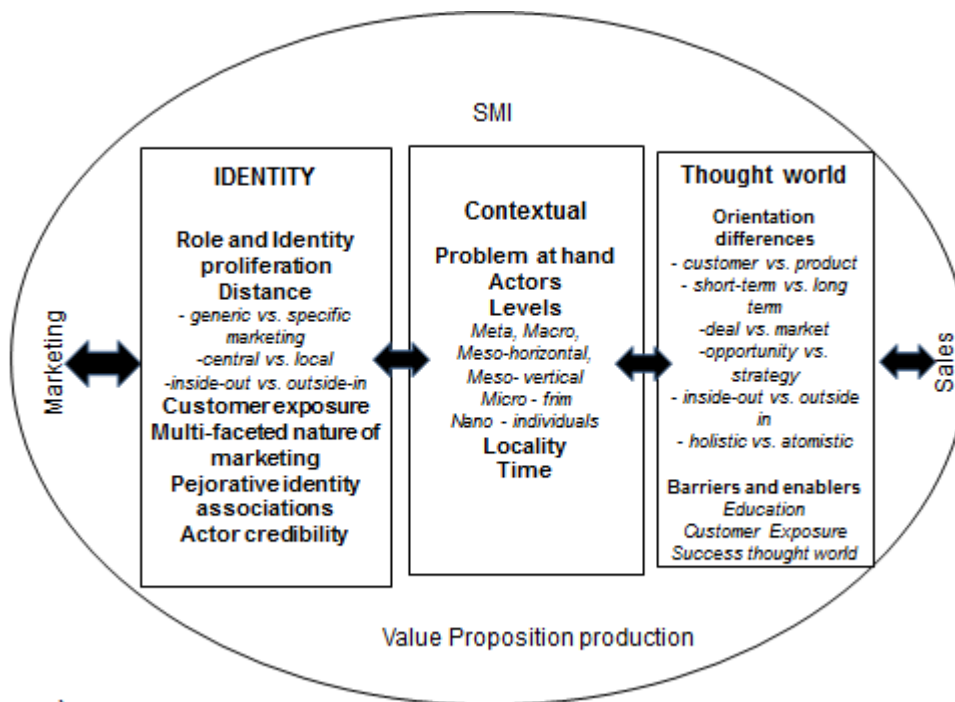 SMI
Marketing
IDENTITY
Role and Identity
proliferation
Distance
- generic vs. specific
marketing
-central vs. local
-inside-out vs. outside-in
Customer exposure
Multi-faceted nature of
marketing
Pejorative identity
associations
Actor credibility
Contextual
Problem at hand
Actors
Levels
Meta, Macro,
Meso-horizontal,
Meso- vertical
Micro - frim
Nano - individuals
Locality
Time
Thought world
Orientation
differences
- customer vs. product
- short-term vs. long
term
-deal vs. market
-opportunity vs.
strategy
- inside-out vs. outside
in
- holistic vs. atomistic
Barriers and enablers
Education
Customer Exposure
Success thought world
Sales
Value Proposition production